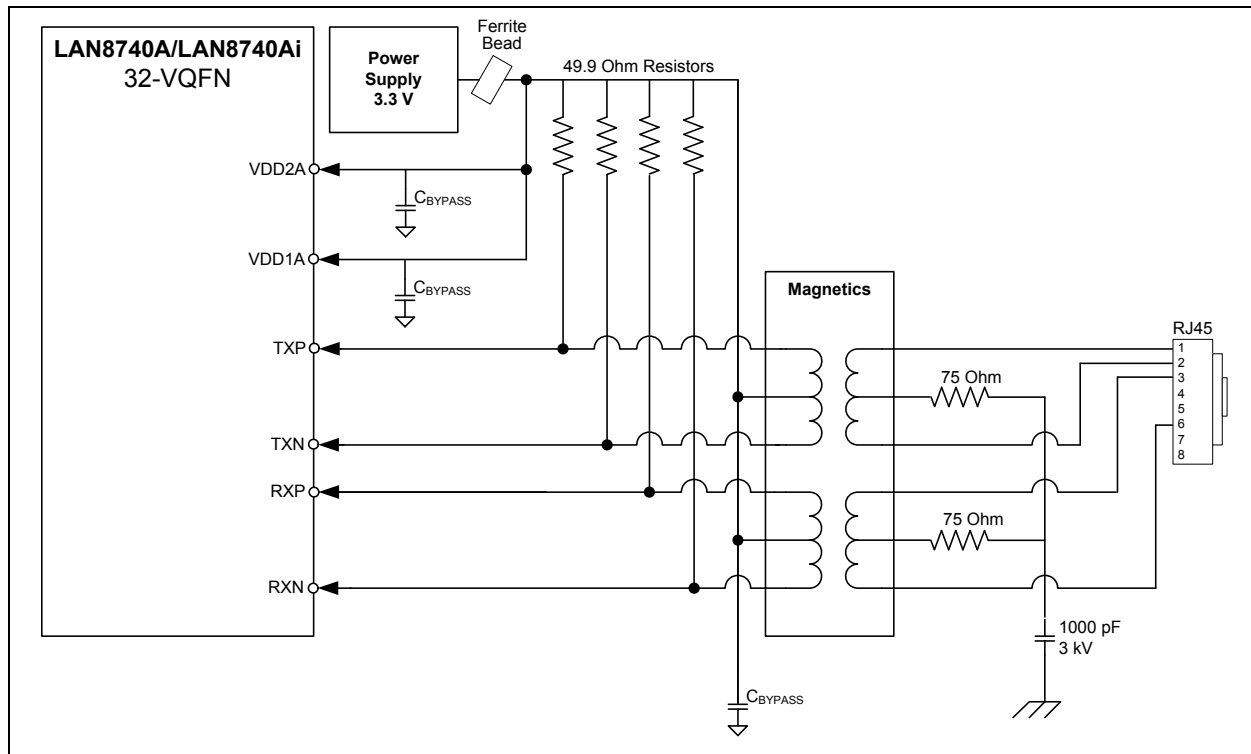 LAN8740A/LAN8740Ai
32-VQFN
Power
Supply
3.3 V
Ferrite
Bead
49.9 Ohm Resistors
VDD2A
CBYPASS
VDD1A
CBYPASS
Magnetics
RJ45
TXP
1
2
3
4
5
6
7
8
75 Ohm
TXN
RXP
75 Ohm
RXN
1000 pF
3 kV
CBYPASS